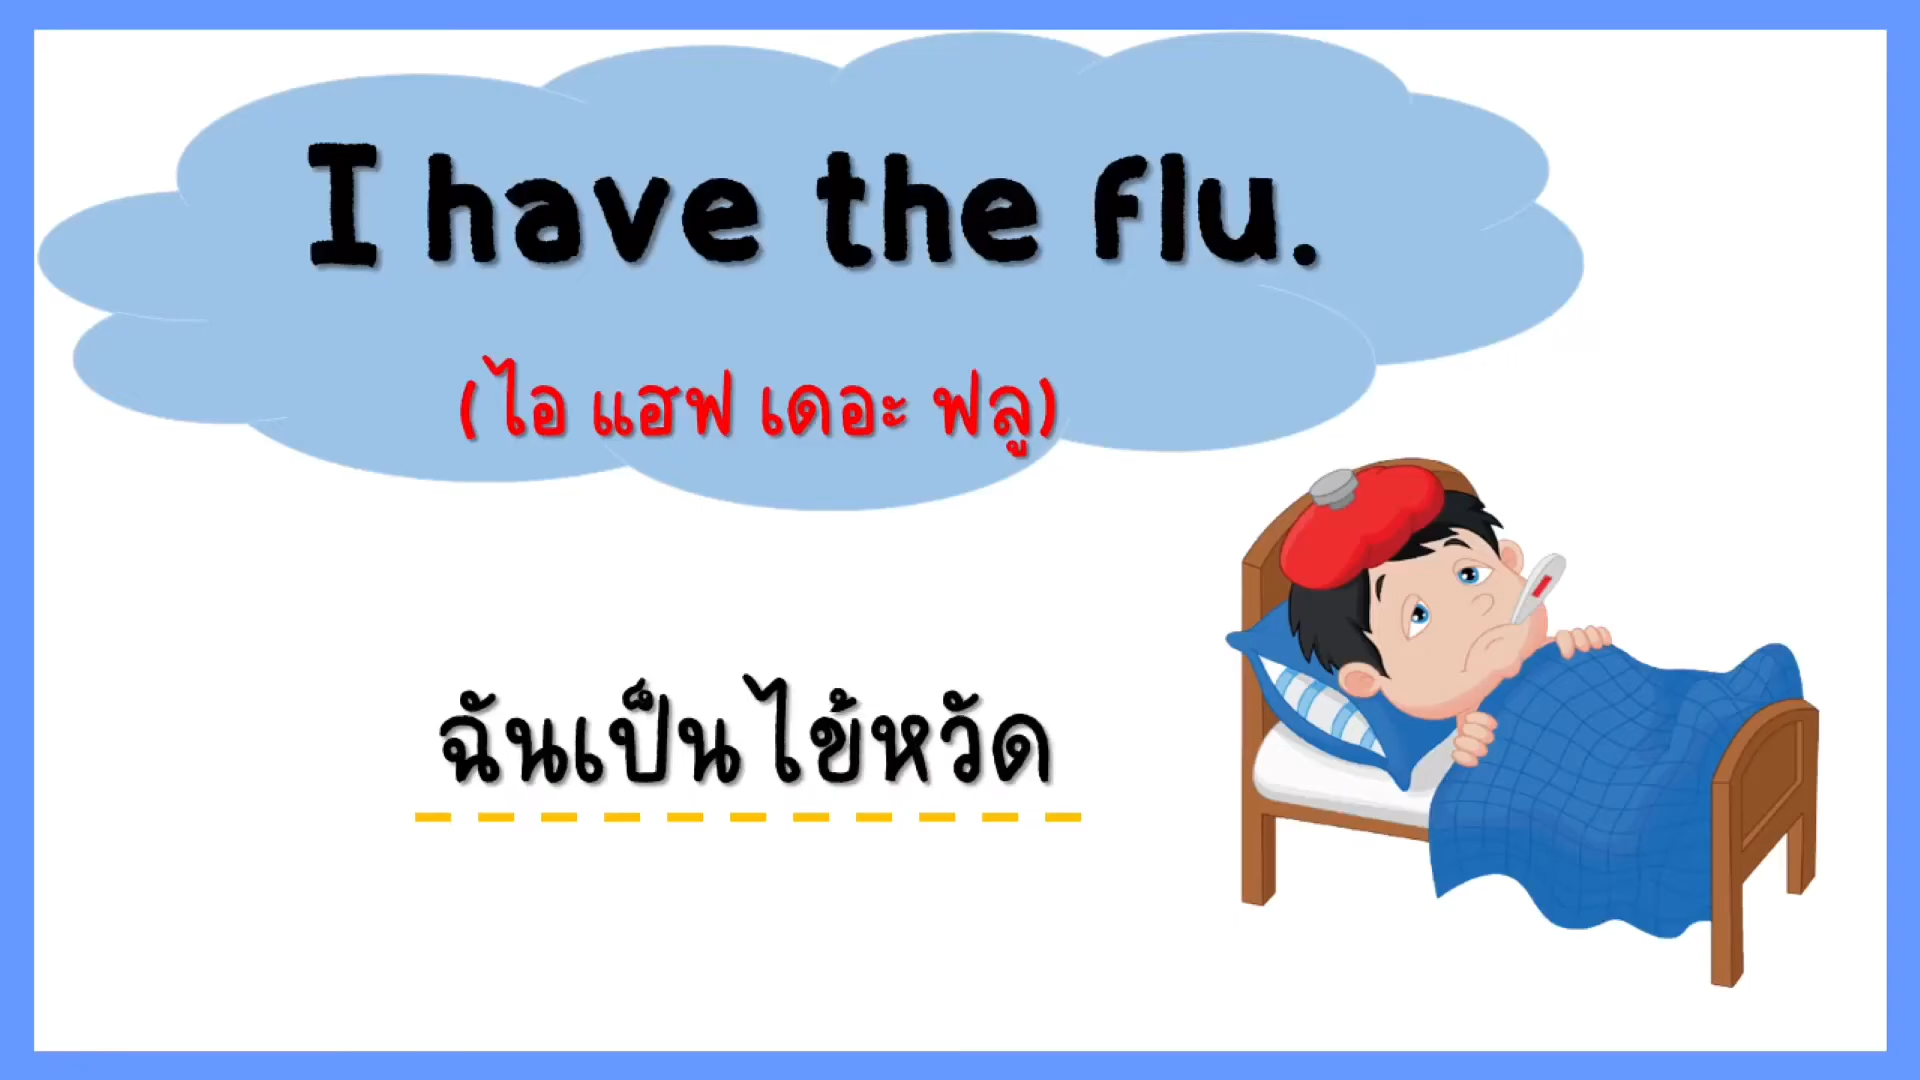 I have the flu.
(ไอ แฮฟ เดอะ ฟลู)
ฉันเป็นไข้หวัด